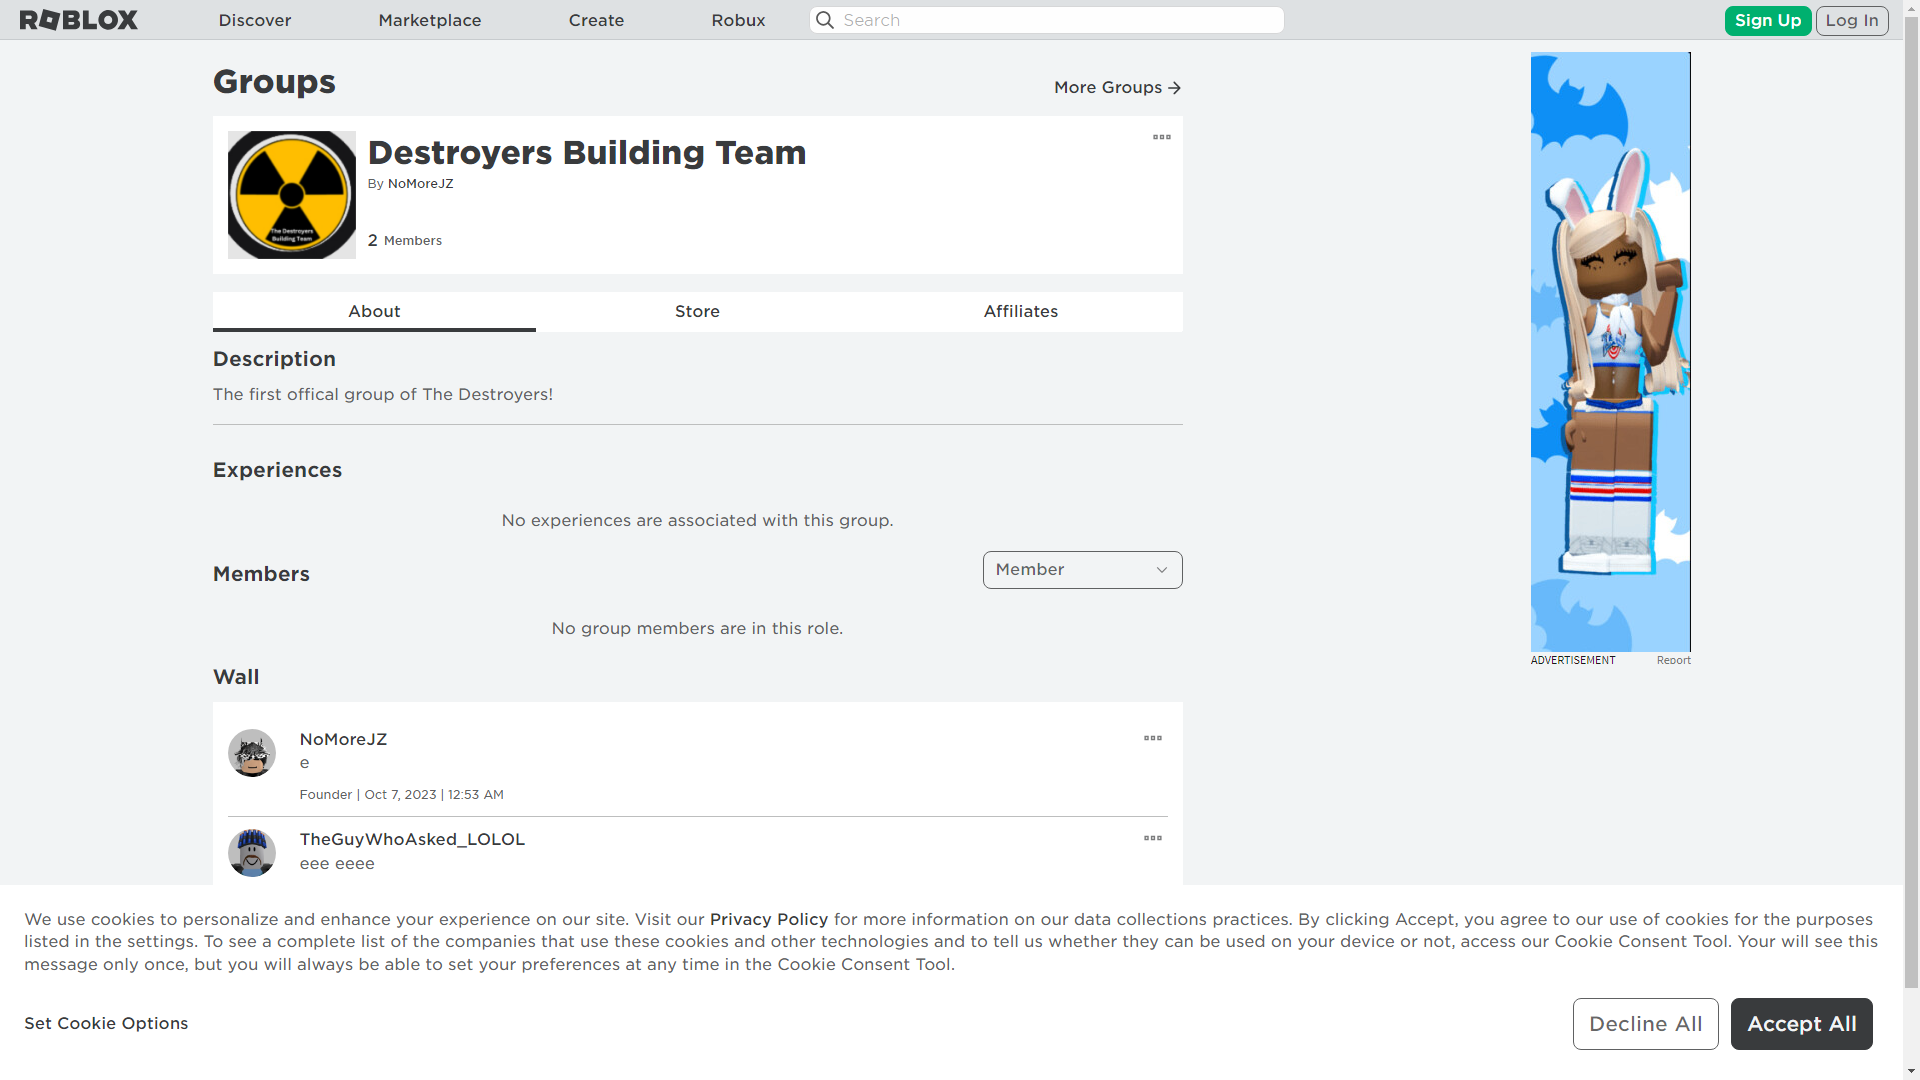 ROBLOX
Discover
Marketplace
Create
Robux
Search
Sign Up
Log In
Groups
More Groups
The Destroyers
Building Team
Destroyers Building Team
By NoMoreJZ
2 Members
About
Store
Affiliates
Description
The first offical group of The Destroyers!
Experiences
No experiences are associated with this group.
Members
Member
No group members are in this role.
ADVERTISEMENT
Report
Wall
NoMoreJZ
e
Founder | Oct 7, 2023 | 12:53 AM
TheGuyWhoAsked_LOLOL
eee eeee
We use cookies to personalize and enhance your experience on our site. Visit our Privacy Policy for more information on our data collections practices. By clicking Accept, you agree to our use of cookies for the purposes
listed in the settings. To see a complete list of the companies that use these cookies and other technologies and to tell us whether they can be used on your device or not, access our Cookie Consent Tool. Your will see this
message only once, but you will always be able to set your preferences at any time in the Cookie Consent Tool.
Set Cookie Options
Decline All
Accept All